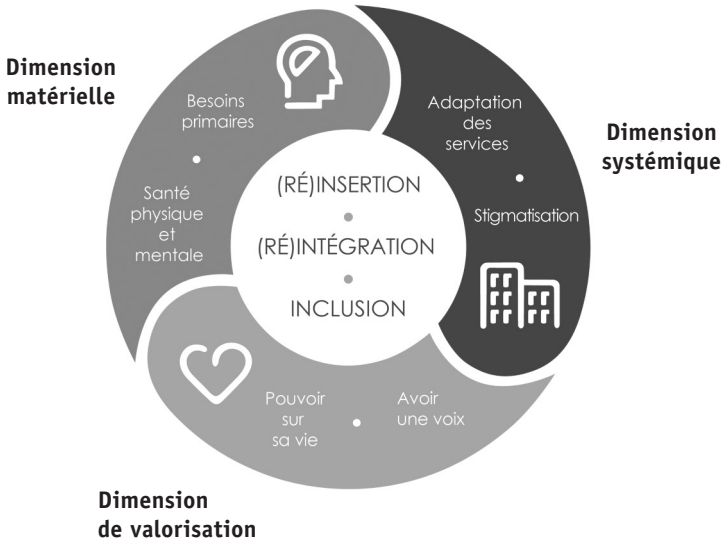 Dimension
matérielle
Besoins
primaires
Santé
physique
et
mentale
Adaptation
des
services
Stigmatisation
Dimension
systémique
(RÉ)INSERTION
(RÉ)INTÉGRATION
INCLUSION
Pouvoir
sur
sa vie
Avoir
une voix
Dimension
de valorisation